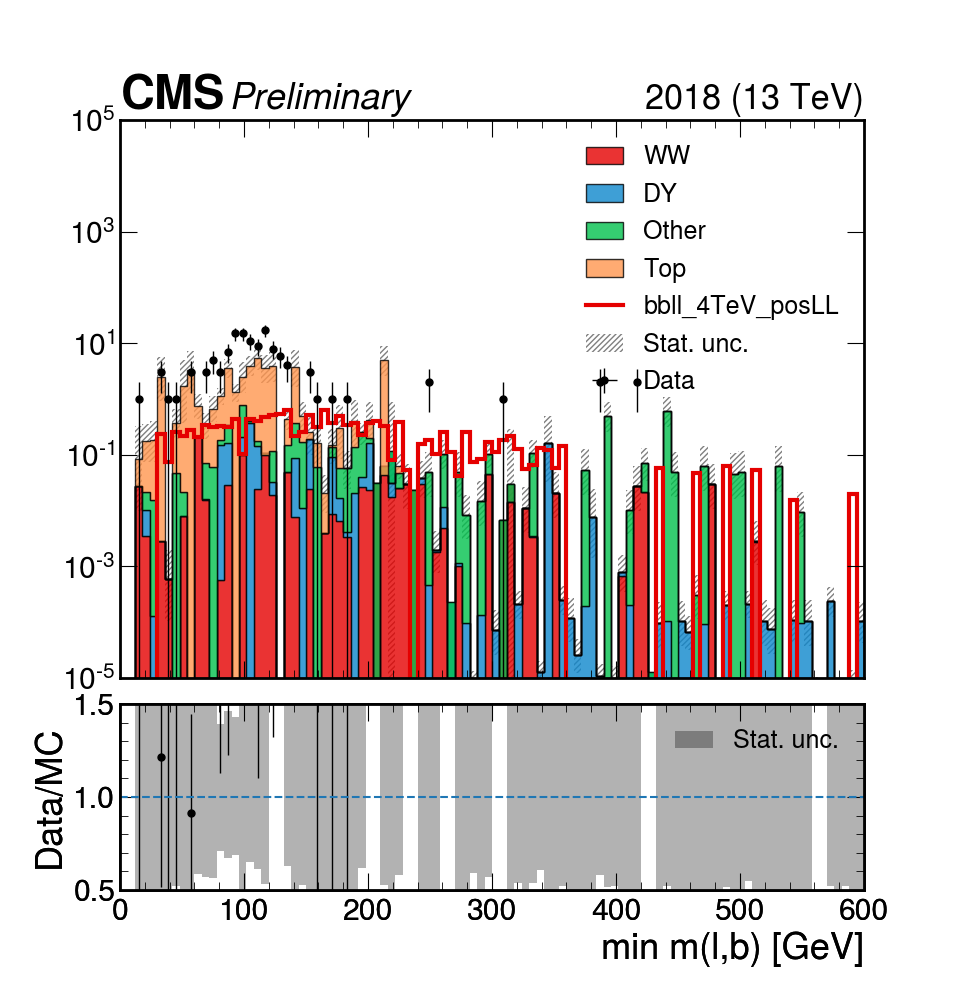 CMS Preliminary 2018 (13 TeV)
10^5
10^3
10^1
10^-1
10^-3
10^-5
WW
DY
Other
Top
bbll_4TeV_posLL
Stat. unc.
Data
1.5
1.0
0.5
Data/MC
Stat. unc.
0 100 200 300 400 500 600
min m(l,b) [GeV]